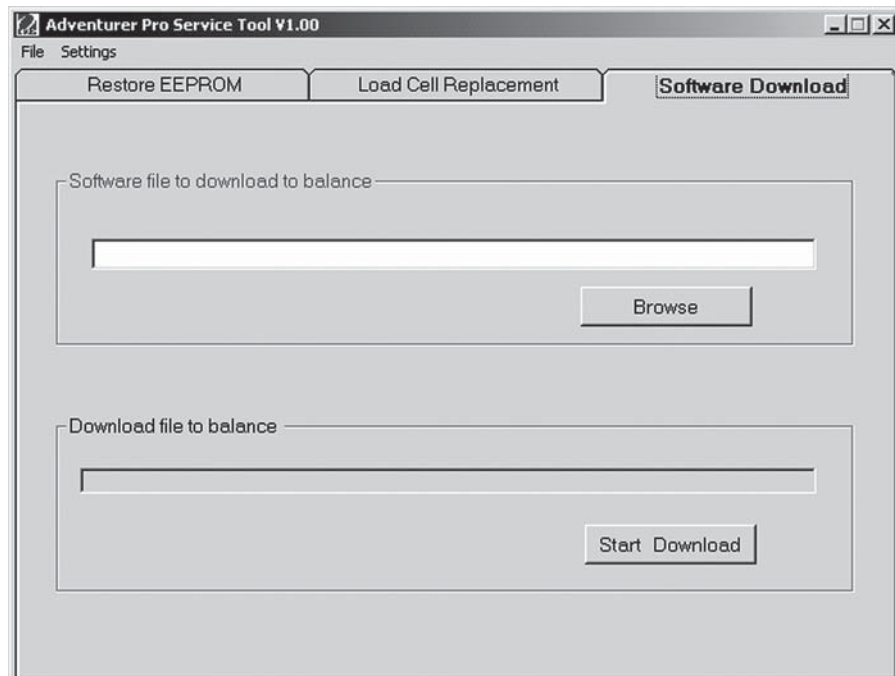 Adventurer Pro Service Tool V1.00
File Settings
Restore EEPROM Load Cell Replacement Software Download
Software file to download to balance
Browse
Download file to balance
Start Download